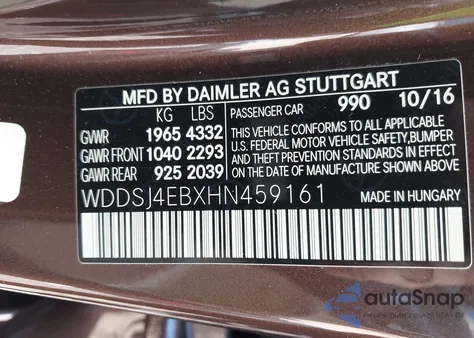 MFD BY DAIMLER AG STUTTGART
KG LBS PASSENGER CAR 990 10/16
GVWR 1965 4332
GAWR FRONT 1040 2293
GAWR REAR 925 2039
THIS VEHICLE CONFORMS TO ALL APPLICABLE
U.S. FEDERAL MOTOR VEHICLE SAFETY, BUMPER
AND THEFT PREVENTION STANDARDS IN EFFECT
ON THE DATE OF MANUFACTURE SHOWN ABOVE
WDDSJ4EBXHN459161
MADE IN HUNGARY
autoSnap